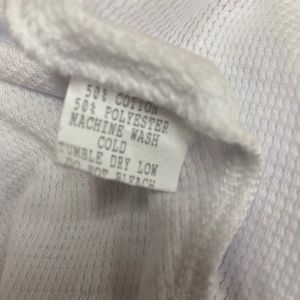 50% COTTON
50% POLYESTER
MACHINE WASH
COLD
TUMBLE DRY LOW
DO NOT BLEACH